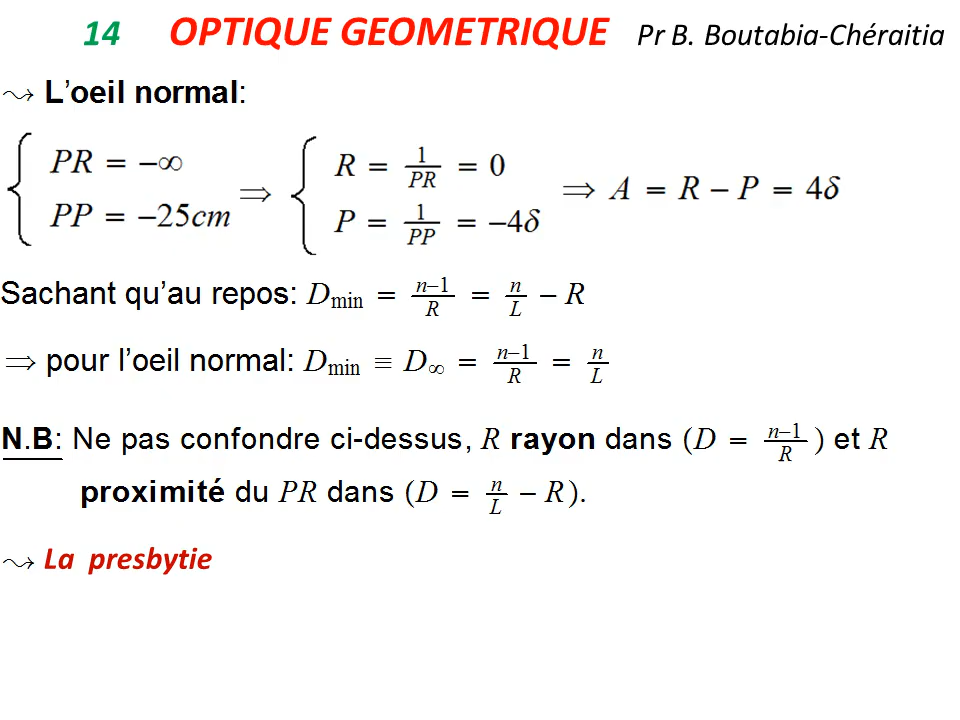 14 OPTIQUE GEOMETRIQUE Pr B. Boutabia-Chéraitia
⇝ L'oeil normal:
{ PR = −∞ ; PP = −25cm ⇒ { R = 1/PR = 0 ; P = 1/PP = −4δ ⇒ A = R − P = 4δ
Sachant qu'au repos: Dmin = n−1/R = n/L − R
⇒ pour l'oeil normal: Dmin ≡ D∞ = n−1/R = n/L
N.B: Ne pas confondre ci-dessus, R rayon dans (D = n−1/R ) et R
proximité du PR dans (D = n/L − R).
⇝ La presbytie